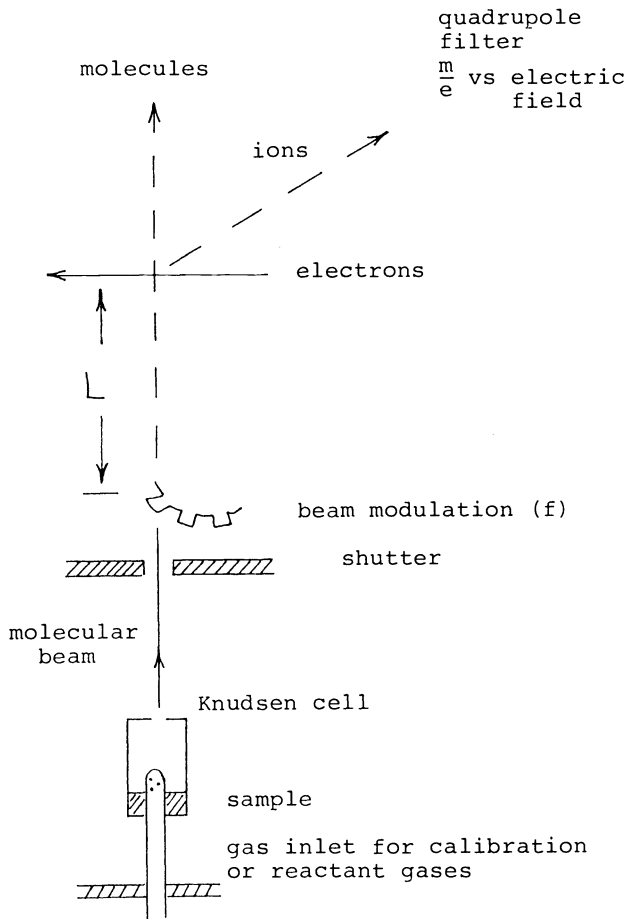 quadrupole
filter
m/e vs electric
field
molecules
ions
electrons
L
beam modulation (f)
shutter
molecular
beam
Knudsen cell
sample
gas inlet for calibration
or reactant gases